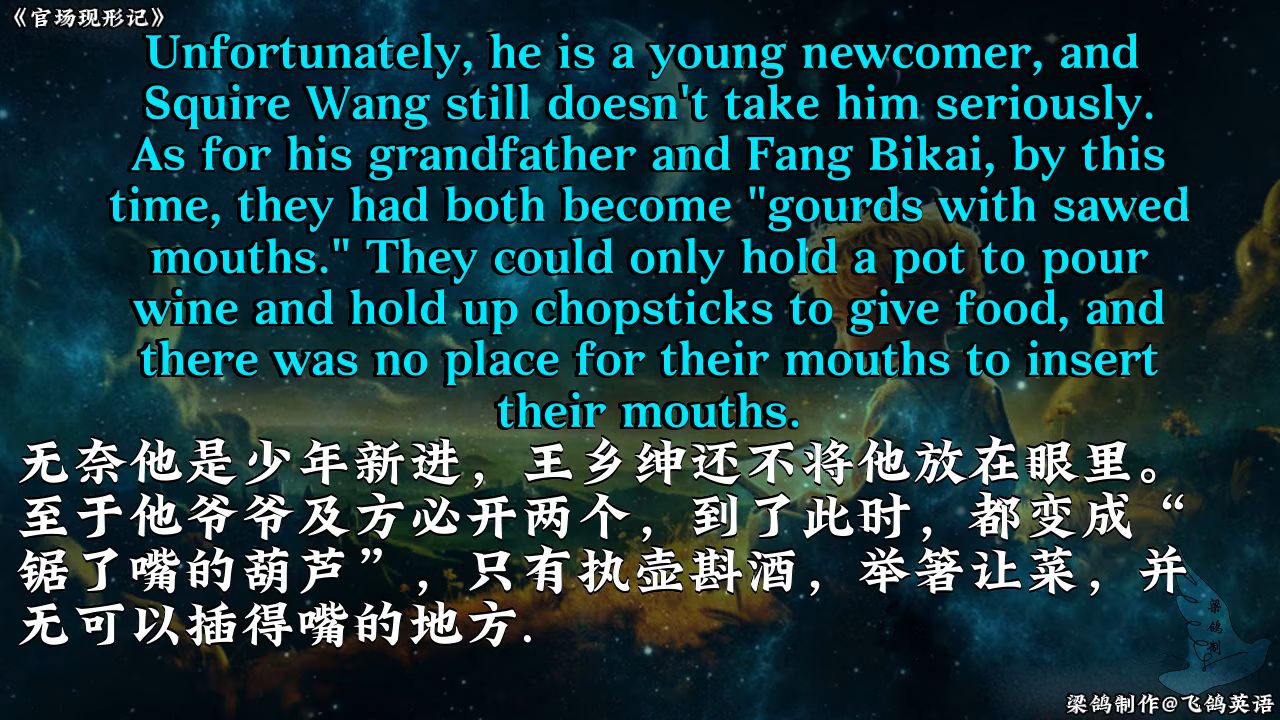 《官场现形记》
Unfortunately, he is a young newcomer, and
Squire Wang still doesn't take him seriously.
As for his grandfather and Fang Bikai, by this
time, they had both become "gourds with sawed
mouths." They could only hold a pot to pour
wine and hold up chopsticks to give food, and
there was no place for their mouths to insert
their mouths.
无奈他是少年新进，王乡绅还不将他放在眼里。
至于他爷爷及方必开两个，到了此时，都变成“
锯了嘴的葫芦”，只有执壶斟酒，举箸让菜，并
无可以插得嘴的地方.
梁鸽制
梁鸽制作@飞鸽英语